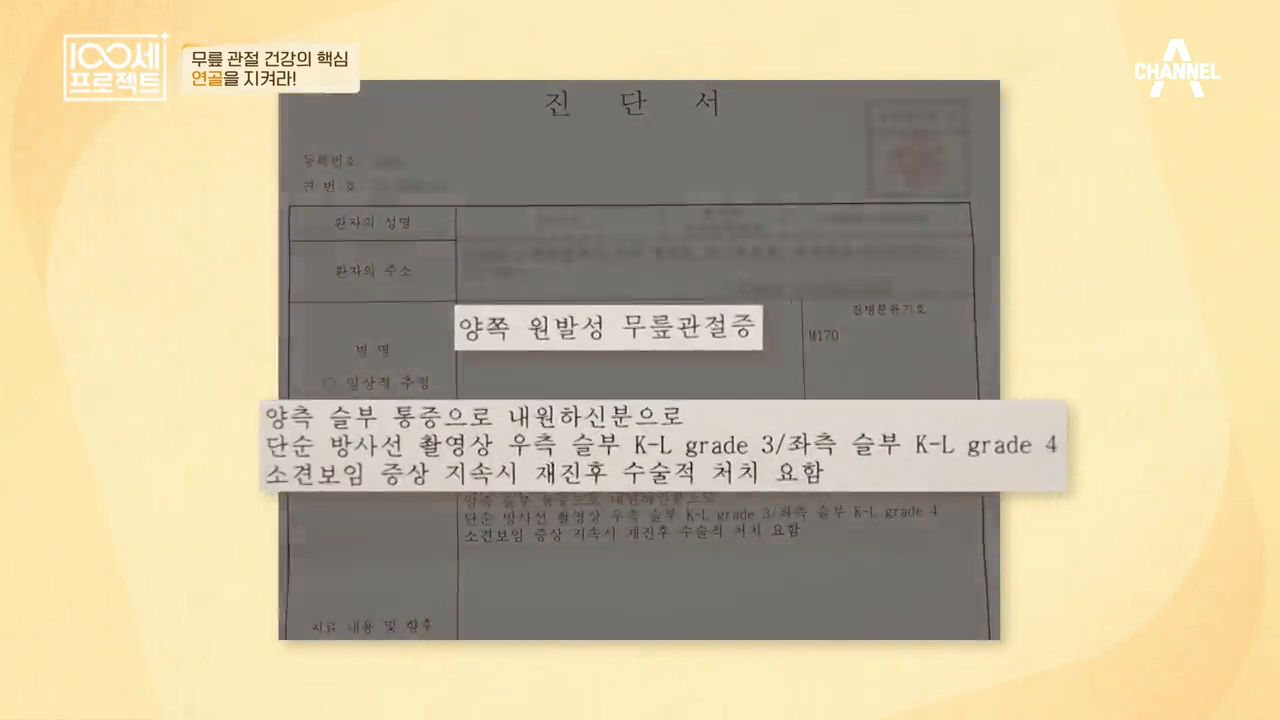 100세
프로젝트
무릎 관절 건강의 핵심
연골을 지켜라!
CHANNEL A
진 단 서
등록번호
연 번 호
환자의 성명
환자의 주소
병 명
질병분류기호
양쪽 원발성 무릎관절증
M170
임상적 추정
양측 슬부 통증으로 내원하신분으로
단순 방사선 촬영상 우측 슬부 K-L grade 3/좌측 슬부 K-L grade 4
소견보임 증상 지속시 재진후 수술적 처치 요함
양측 슬부 통증으로 내원하신분으로
단순 방사선 촬영상 우측 슬부 K-L grade 3/좌측 슬부 K-L grade 4
소견보임 증상 지속시 재진후 수술적 처치 요함
치료 내용 및 향후